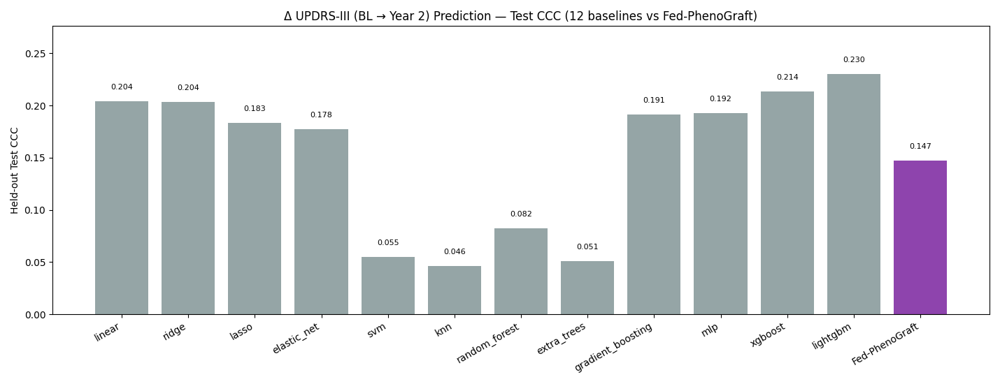 Δ UPDRS-III (BL → Year 2) Prediction — Test CCC (12 baselines vs Fed-PhenoGraft)
Held-out Test CCC
0.25
0.20
0.15
0.10
0.05
0.00
0.204
0.204
0.183
0.178
0.055
0.046
0.082
0.051
0.191
0.192
0.214
0.230
0.147
linear
ridge
lasso
elastic_net
svm
knn
random_forest
extra_trees
gradient_boosting
mlp
xgboost
lightgbm
Fed-PhenoGraft